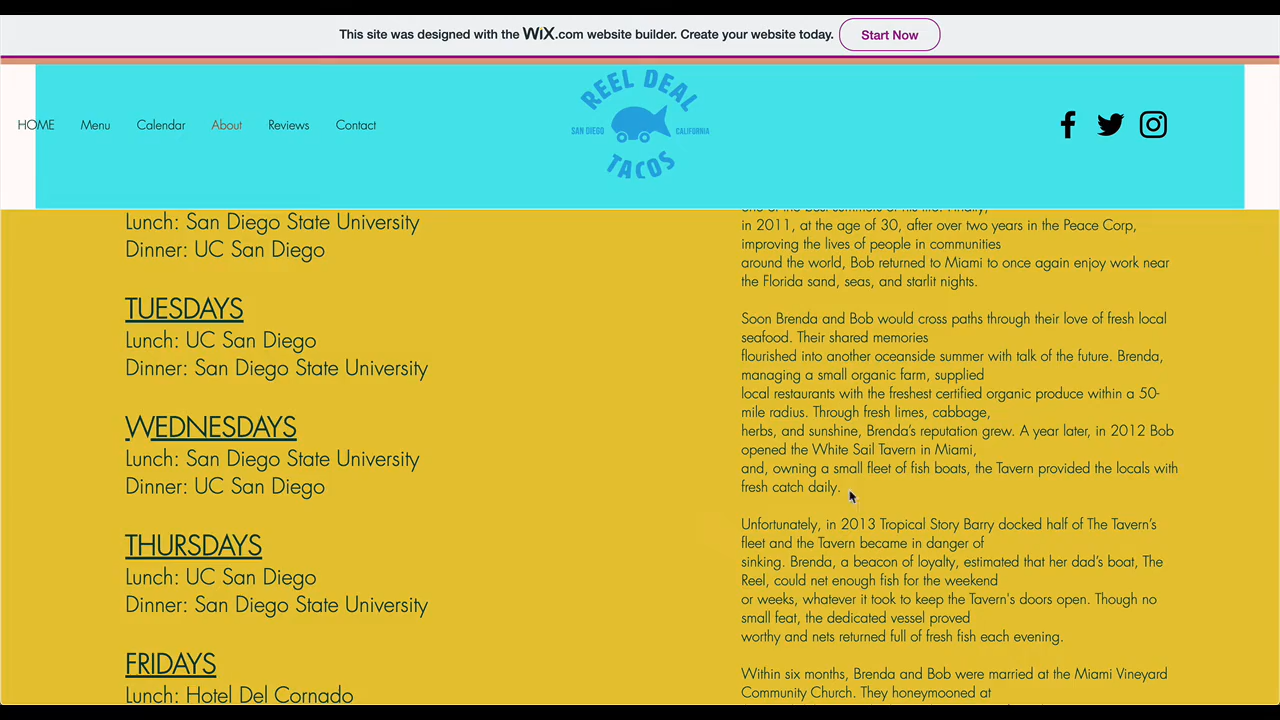 This site was designed with the WiX.com website builder. Create your website today.
Start Now
HOME
Menu
Calendar
About
Reviews
Contact
REEL DEAL
SAN DIEGO
CALIFORNIA
TACOS
Lunch: San Diego State University
Dinner: UC San Diego
TUESDAYS
Lunch: UC San Diego
Dinner: San Diego State University
WEDNESDAYS
Lunch: San Diego State University
Dinner: UC San Diego
THURSDAYS
Lunch: UC San Diego
Dinner: San Diego State University
FRIDAYS
Lunch: Hotel Del Cornado
one of the best summers of his life. Finally,
in 2011, at the age of 30, after over two years in the Peace Corp,
improving the lives of people in communities
around the world, Bob returned to Miami to once again enjoy work near
the Florida sand, seas, and starlit nights.
Soon Brenda and Bob would cross paths through their love of fresh local
seafood. Their shared memories
flourished into another oceanside summer with talk of the future. Brenda,
managing a small organic farm, supplied
local restaurants with the freshest certified organic produce within a 50-
mile radius. Through fresh limes, cabbage,
herbs, and sunshine, Brenda’s reputation grew. A year later, in 2012 Bob
opened the White Sail Tavern in Miami,
and, owning a small fleet of fish boats, the Tavern provided the locals with
fresh catch daily.
Unfortunately, in 2013 Tropical Story Barry docked half of The Tavern’s
fleet and the Tavern became in danger of
sinking. Brenda, a beacon of loyalty, estimated that her dad’s boat, The
Reel, could net enough fish for the weekend
or weeks, whatever it took to keep the Tavern's doors open. Though no
small feat, the dedicated vessel proved
worthy and nets returned full of fresh fish each evening.
Within six months, Brenda and Bob were married at the Miami Vineyard
Community Church. They honeymooned at